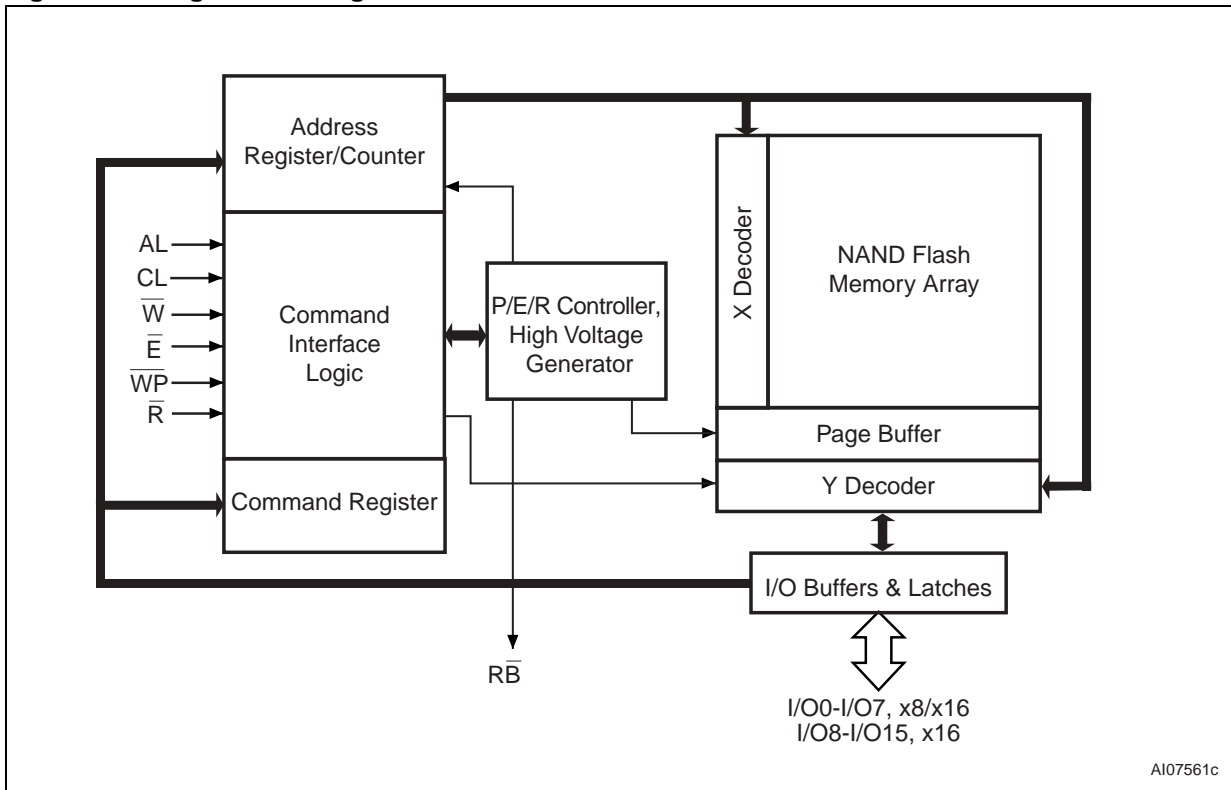 Address
Register/Counter
AL
CL
W̅
E̅
W̅P̅
R̅
Command
Interface
Logic
Command Register
P/E/R Controller,
High Voltage
Generator
RB̅
X Decoder
NAND Flash
Memory Array
Page Buffer
Y Decoder
I/O Buffers & Latches
I/O0-I/O7, x8/x16
I/O8-I/O15, x16
AI07561c